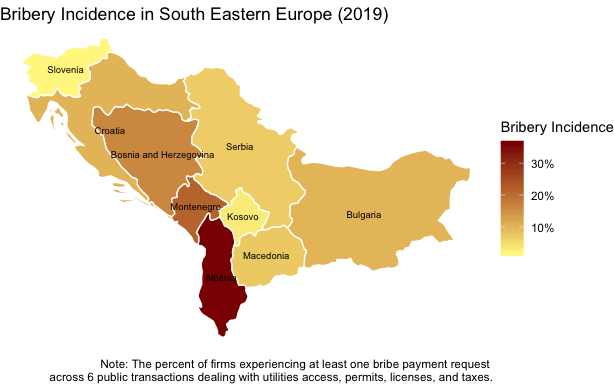 Bribery Incidence in South Eastern Europe (2019)
Slovenia
Croatia
Bosnia and Herzegovina
Serbia
Montenegro
Kosovo
Bulgaria
Macedonia
Albania
Bribery Incidence
30%
20%
10%
Note: The percent of firms experiencing at least one bribe payment request
across 6 public transactions dealing with utilities access, permits, licenses, and taxes.